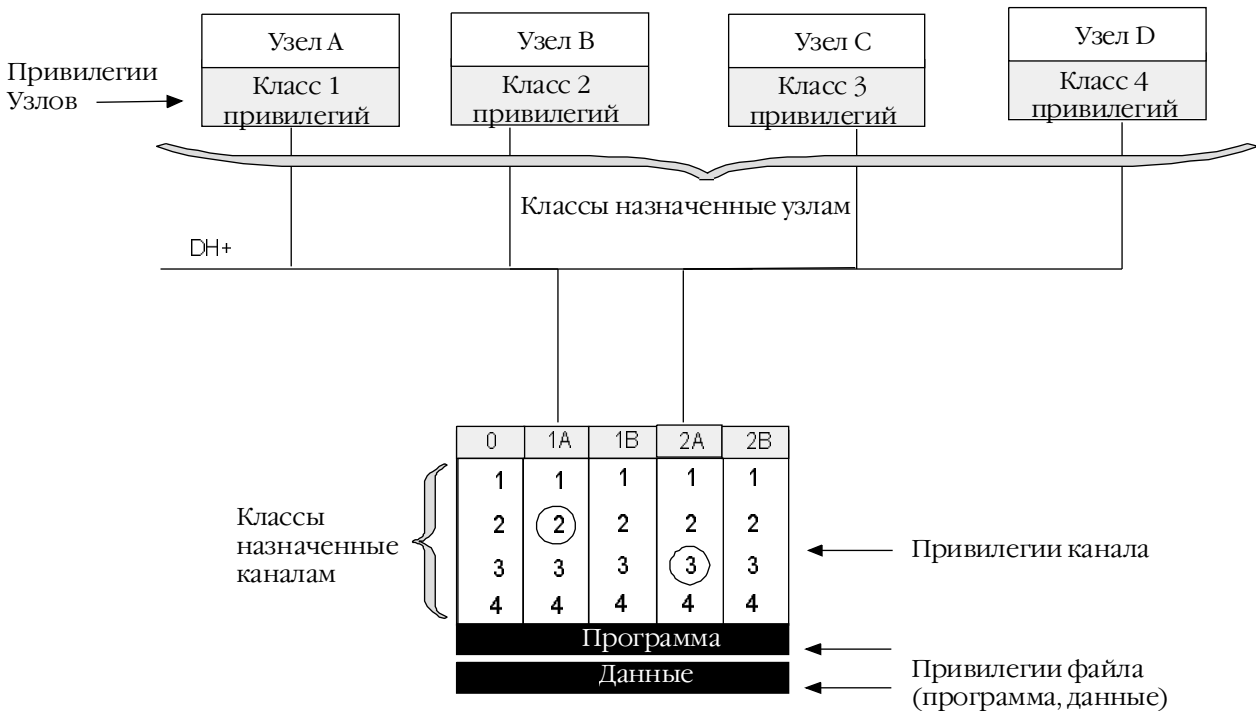 Узел A
Узел B
Узел C
Узел D
Привилегии
Узлов
Класс 1
привилегий
Класс 2
привилегий
Класс 3
привилегий
Класс 4
привилегий
Классы назначенные узлам
DH+
0 1A 1B 2A 2B
1 1 1 1 1
2 2 2 2 2
3 3 3 3 3
4 4 4 4 4
Классы
назначенные
каналам
Привилегии канала
Программа
Данные
Привилегии файла
(программа, данные)